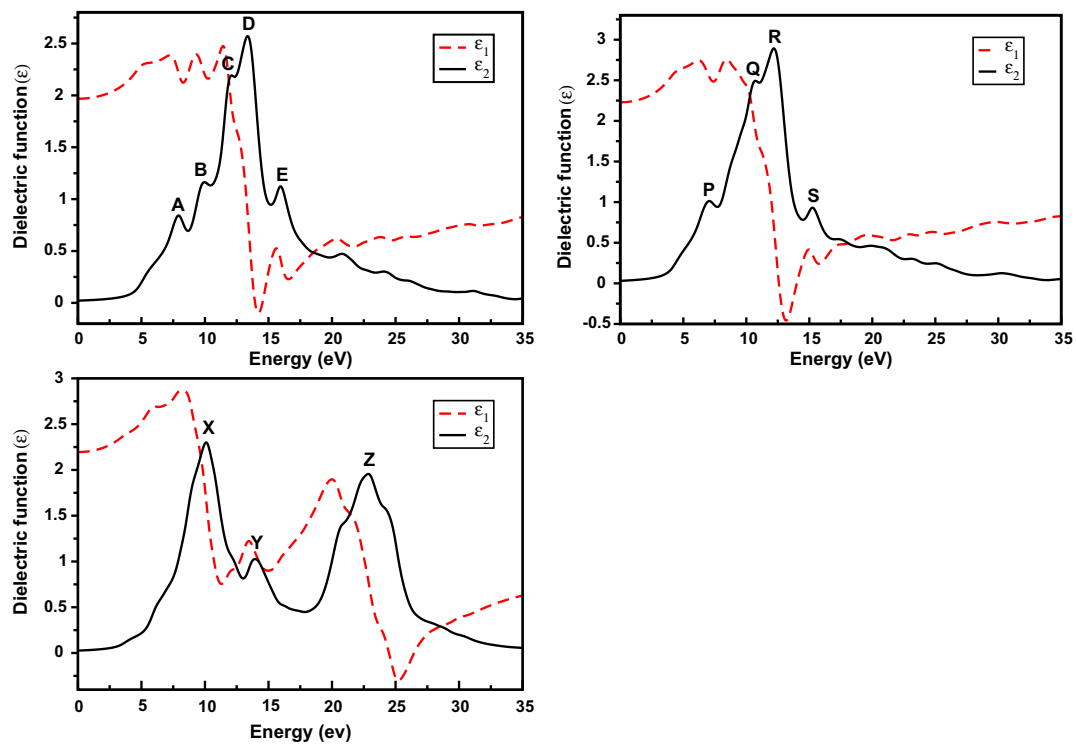 Dielectric function (ε)
2.5
2
1.5
1
0.5
0
A
B
C
D
E
ε1
ε2
0 5 10 15 20 25 30 35
Energy (eV)
Dielectric function (ε)
3
2.5
2
1.5
1
0.5
0
-0.5
P
Q
R
S
ε1
ε2
0 5 10 15 20 25 30 35
Energy (eV)
Dielectric function (ε)
3
2.5
2
1.5
1
0.5
0
X
Y
Z
ε1
ε2
0 5 10 15 20 25 30 35
Energy (ev)